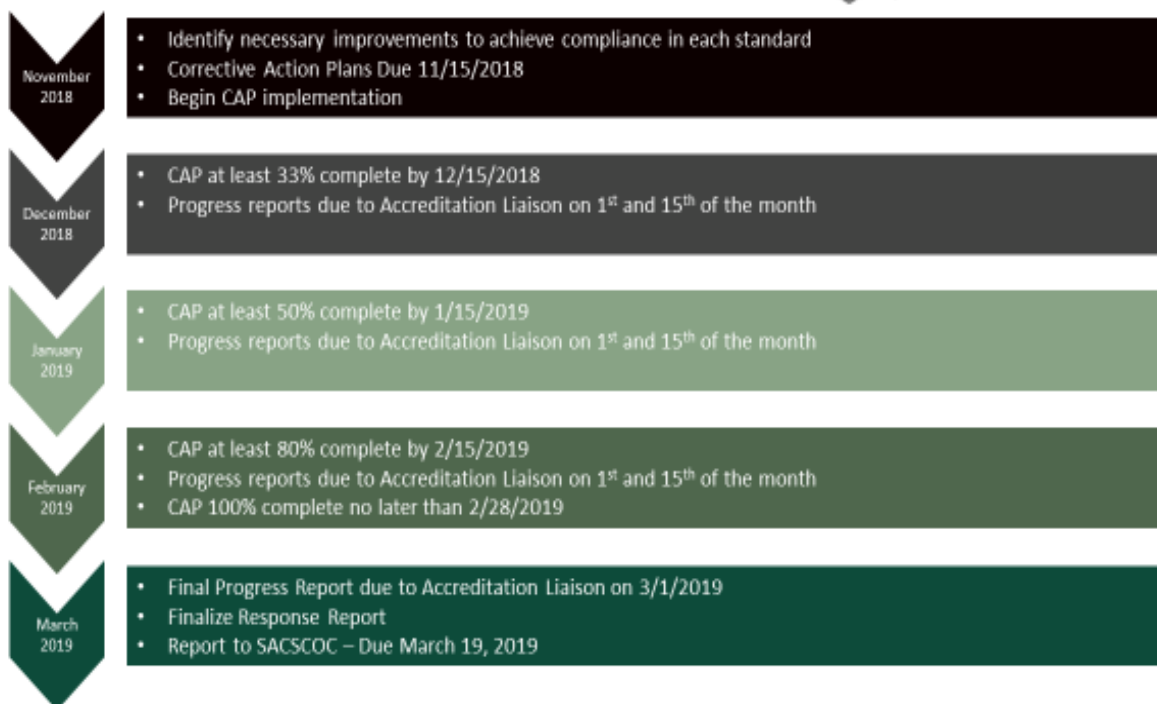 November
2018
• Identify necessary improvements to achieve compliance in each standard
• Corrective Action Plans Due 11/15/2018
• Begin CAP implementation
December
2018
• CAP at least 33% complete by 12/15/2018
• Progress reports due to Accreditation Liaison on 1st and 15th of the month
January
2019
• CAP at least 50% complete by 1/15/2019
• Progress reports due to Accreditation Liaison on 1st and 15th of the month
February
2019
• CAP at least 80% complete by 2/15/2019
• Progress reports due to Accreditation Liaison on 1st and 15th of the month
• CAP 100% complete no later than 2/28/2019
March
2019
• Final Progress Report due to Accreditation Liaison on 3/1/2019
• Finalize Response Report
• Report to SACSCOC – Due March 19, 2019